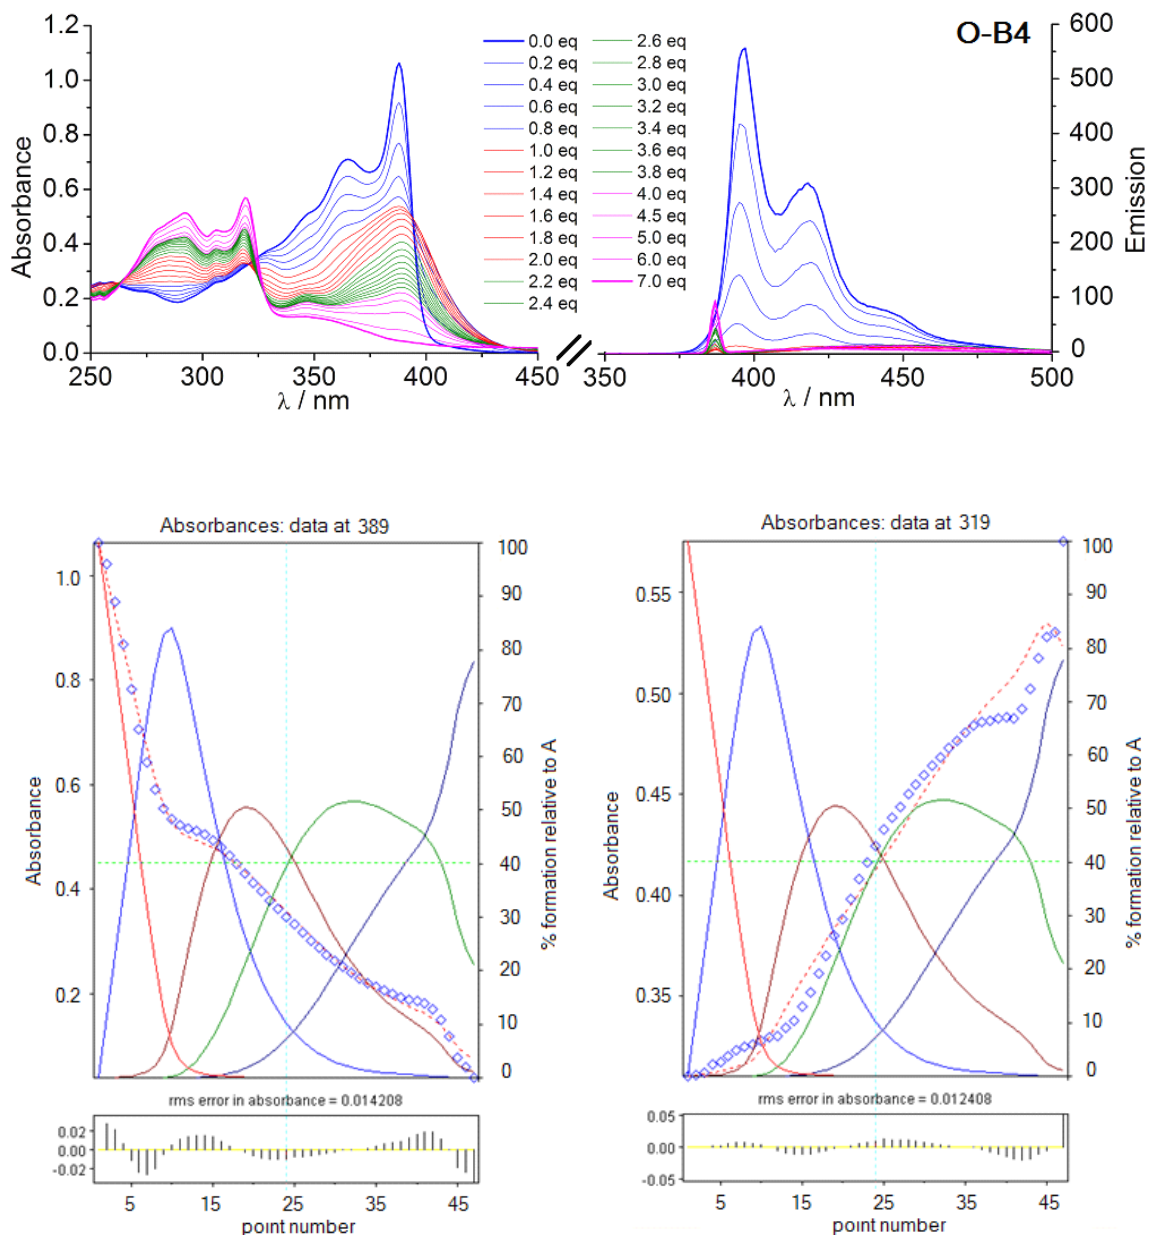 O-B4
1.2
1.0
0.8
0.6
0.4
0.2
0.0
Absorbance
250 300 350 400 450
λ / nm
0.0 eq
0.2 eq
0.4 eq
0.6 eq
0.8 eq
1.0 eq
1.2 eq
1.4 eq
1.6 eq
1.8 eq
2.0 eq
2.2 eq
2.4 eq
2.6 eq
2.8 eq
3.0 eq
3.2 eq
3.4 eq
3.6 eq
3.8 eq
4.0 eq
4.5 eq
5.0 eq
6.0 eq
7.0 eq
600
500
400
300
200
100
0
Emission
350 400 450 500
λ / nm
Absorbances: data at 389
1.0
0.8
0.6
0.4
0.2
Absorbance
100
90
80
70
60
50
40
30
20
10
0
% formation relative to A
rms error in absorbance = 0.014208
0.02
0.00
-0.02
5 15 25 35 45
point number
Absorbances: data at 319
0.55
0.50
0.45
0.40
0.35
Absorbance
100
90
80
70
60
50
40
30
20
10
0
% formation relative to A
rms error in absorbance = 0.012408
0.05
0.00
-0.05
5 15 25 35 45
point number